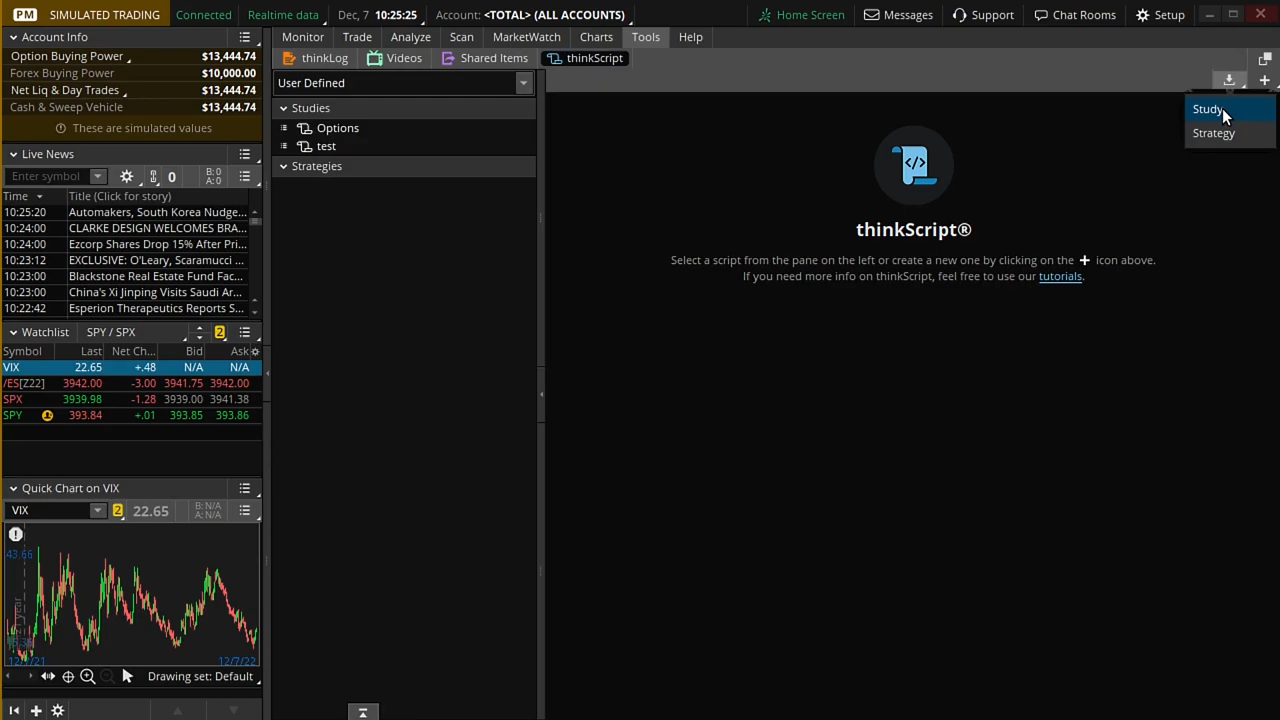 PM SIMULATED TRADING Connected Realtime data Dec, 7 10:25:25 Account: <TOTAL> (ALL ACCOUNTS) Home Screen Messages Support Chat Rooms Setup
Account Info
Option Buying Power $13,444.74
Forex Buying Power $10,000.00
Net Liq & Day Trades $13,444.74
Cash & Sweep Vehicle $13,444.74
These are simulated values
Live News
Enter symbol 0 B: 0
A: 0
Time Title (Click for story)
10:25:20 Automakers, South Korea Nudge...
10:24:00 CLARKE DESIGN WELCOMES BRA...
10:24:00 Ezcorp Shares Drop 15% After Pri...
10:23:12 EXCLUSIVE: O'Leary, Scaramucci ...
10:23:00 Blackstone Real Estate Fund Fac...
10:23:00 China's Xi Jinping Visits Saudi Ar...
10:22:42 Esperion Therapeutics Reports S...
Watchlist SPY / SPX 2
Symbol Last Net Ch... Bid Ask
VIX 22.65 +.48 N/A N/A
/ES[Z22] 3942.00 -3.00 3941.75 3942.00
SPX 3939.98 -1.28 3939.00 3941.38
SPY 393.84 +.01 393.85 393.86
Quick Chart on VIX
VIX 2 22.65 B: N/A
A: N/A
43.66
12/7/22
Drawing set: Default
Monitor Trade Analyze Scan MarketWatch Charts Tools Help
thinkLog Videos Shared Items thinkScript
User Defined
Studies
Options
test
Strategies
Study
Strategy
thinkScript®
Select a script from the pane on the left or create a new one by clicking on the + icon above.
If you need more info on thinkScript, feel free to use our tutorials.